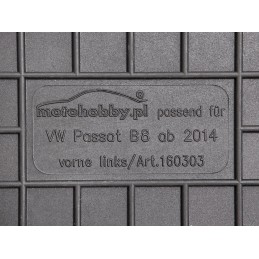 motohobby.pl passend für
VW Passat B8 ab 2014
vorne links/Art.160303